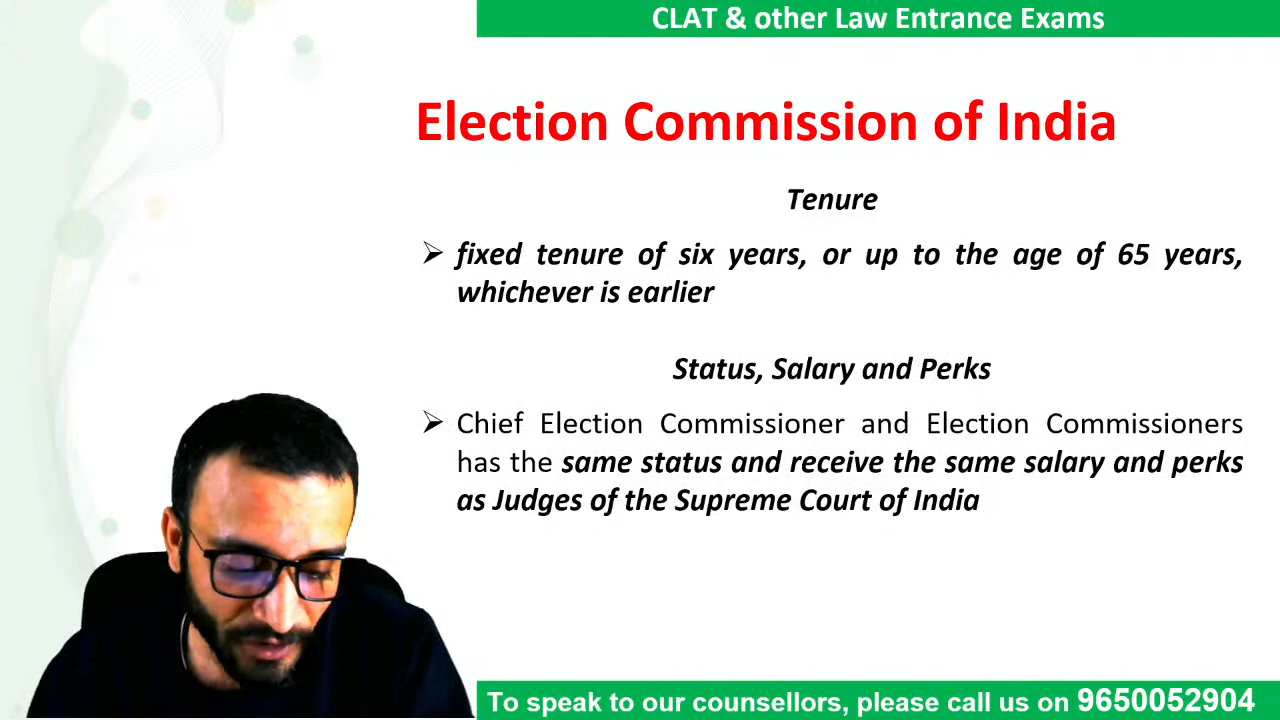 CLAT & other Law Entrance Exams
Election Commission of India
Tenure
➢ fixed tenure of six years, or up to the age of 65 years,
whichever is earlier
Status, Salary and Perks
➢ Chief Election Commissioner and Election Commissioners
has the same status and receive the same salary and perks
as Judges of the Supreme Court of India
To speak to our counsellors, please call us on 9650052904